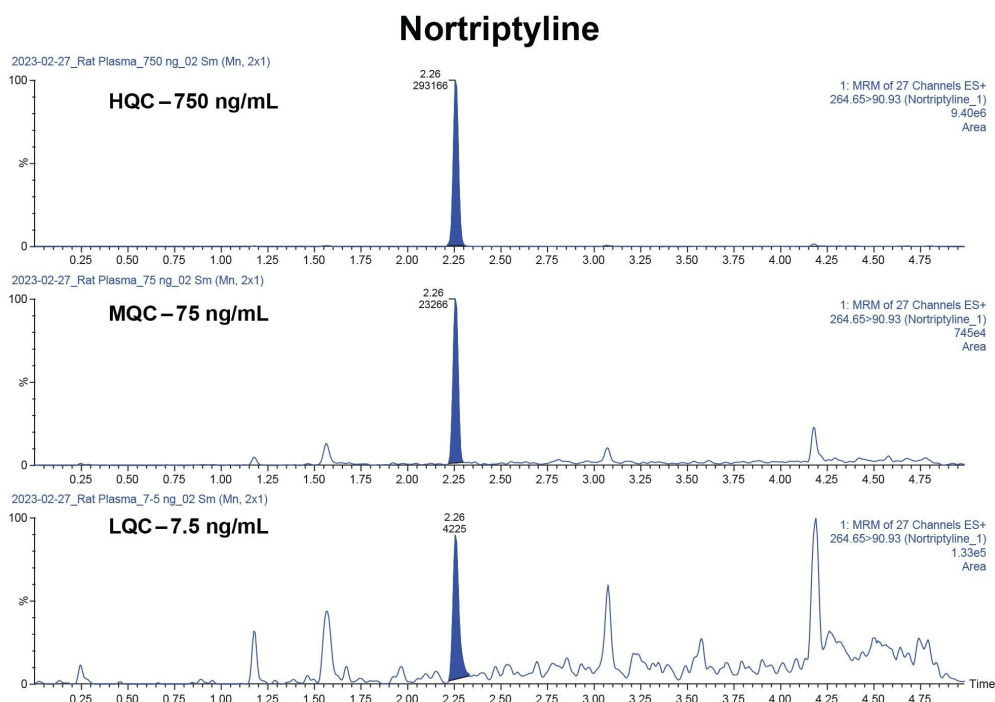 Nortriptyline
2023-02-27_Rat Plasma_750 ng_02 Sm (Mn, 2x1)
HQC – 750 ng/mL
2.26
293166
1: MRM of 27 Channels ES+
264.65>90.93 (Nortriptyline_1)
9.40e6
Area
100
%
0
0.25 0.50 0.75 1.00 1.25 1.50 1.75 2.00 2.25 2.50 2.75 3.00 3.25 3.50 3.75 4.00 4.25 4.50 4.75
2023-02-27_Rat Plasma_75 ng_02 Sm (Mn, 2x1)
MQC – 75 ng/mL
2.26
23266
1: MRM of 27 Channels ES+
264.65>90.93 (Nortriptyline_1)
745e4
Area
100
%
0
0.25 0.50 0.75 1.00 1.25 1.50 1.75 2.00 2.25 2.50 2.75 3.00 3.25 3.50 3.75 4.00 4.25 4.50 4.75
2023-02-27_Rat Plasma_7-5 ng_02 Sm (Mn, 2x1)
LQC – 7.5 ng/mL
2.26
4225
1: MRM of 27 Channels ES+
264.65>90.93 (Nortriptyline_1)
1.33e5
Area
100
%
0
Time
0.25 0.50 0.75 1.00 1.25 1.50 1.75 2.00 2.25 2.50 2.75 3.00 3.25 3.50 3.75 4.00 4.25 4.50 4.75